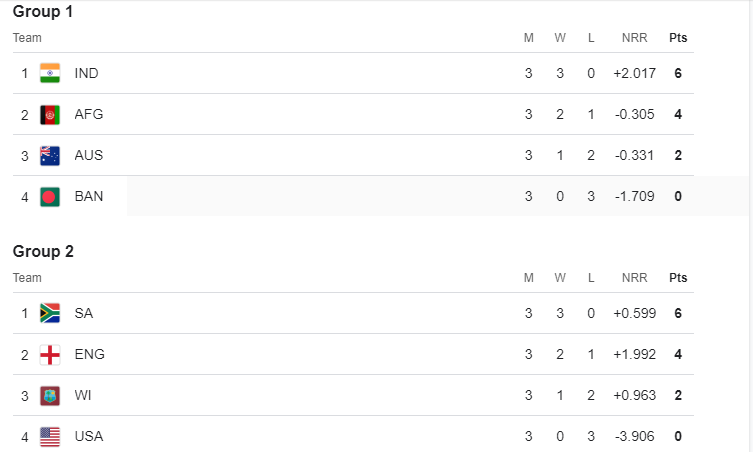 Group 1
Team M W L NRR Pts
1 IND 3 3 0 +2.017 6
2 AFG 3 2 1 -0.305 4
3 AUS 3 1 2 -0.331 2
4 BAN 3 0 3 -1.709 0
Group 2
Team M W L NRR Pts
1 SA 3 3 0 +0.599 6
2 ENG 3 2 1 +1.992 4
3 WI 3 1 2 +0.963 2
4 USA 3 0 3 -3.906 0